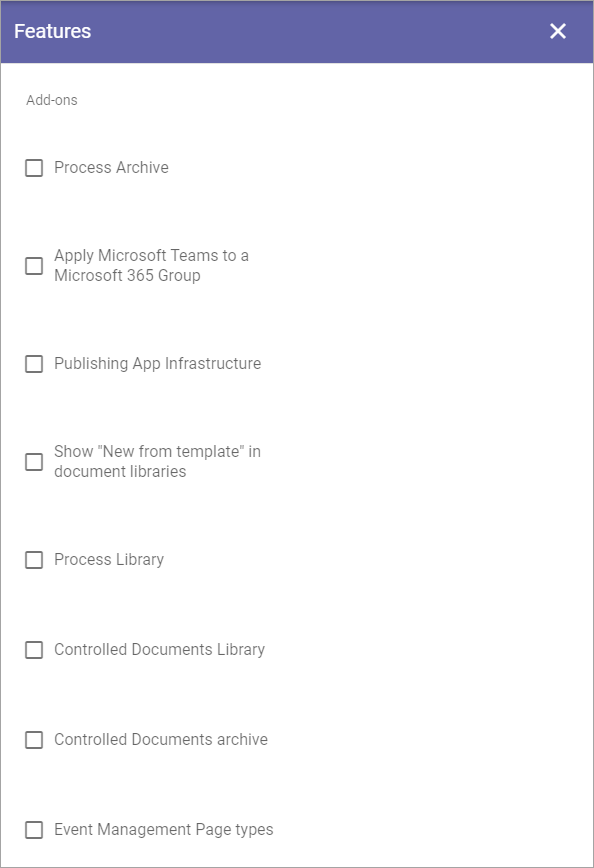 Features
Add-ons
Process Archive
Apply Microsoft Teams to a
Microsoft 365 Group
Publishing App Infrastructure
Show "New from template" in
document libraries
Process Library
Controlled Documents Library
Controlled Documents archive
Event Management Page types